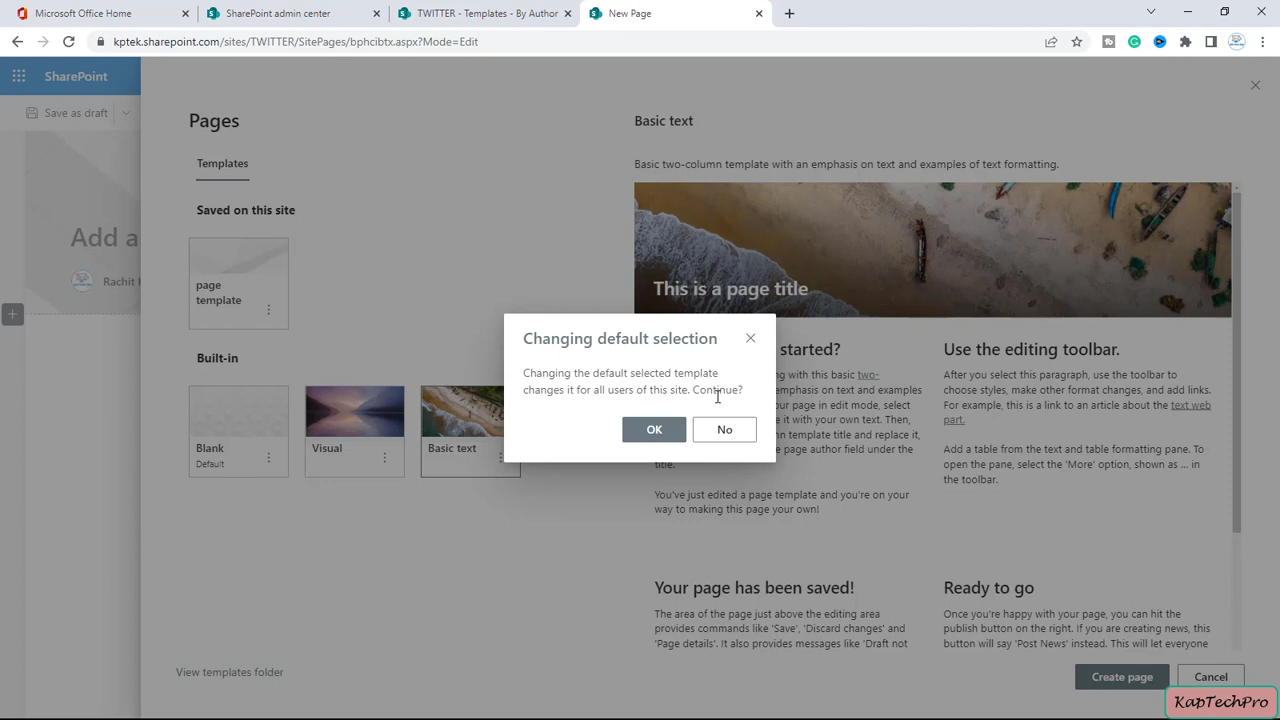 Microsoft Office Home
SharePoint admin center
TWITTER - Templates - By Author
New Page
kptek.sharepoint.com/sites/TWITTER/SitePages/bphcibtx.aspx?Mode=Edit
SharePoint
Save as draft
Add a
Rachit
Pages
Templates
Saved on this site
page
template
Built-in
Blank
Default
Visual
Basic text
View templates folder
Basic text
Basic two-column template with an emphasis on text and examples of text formatting.
This is a page title
started?
with this basic two-
emphasis on text and examples
our page in edit mode, select
e it with your own text. Then,
n template title and replace it,
e page author field under the
title.
You've just edited a page template and you're on your
way to making this page your own!
Use the editing toolbar.
After you select this paragraph, use the toolbar to
choose styles, make other format changes, and add links.
For example, this is a link to an article about the text web
part.
Add a table from the text and table formatting pane. To
open the pane, select the 'More' option, shown as ... in
the toolbar.
Your page has been saved!
The area of the page just above the editing area
provides commands like 'Save', 'Discard changes' and
'Page details'. It also provides messages like 'Draft not
Ready to go
Once you're happy with your page, you can hit the
publish button on the right. If you are creating news, this
button will say 'Post News' instead. This will let everyone
Changing default selection
Changing the default selected template
changes it for all users of this site. Continue?
OK
No
Create page
Cancel
KapTechPro